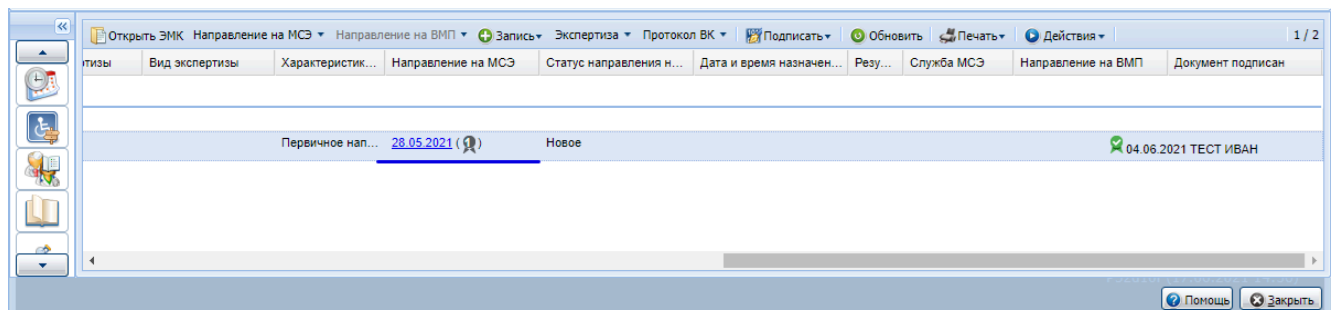 Открыть ЭМК Направление на МСЭ Направление на ВМП Запись Экспертиза Протокол ВК Подписать Обновить Печать Действия 1 / 2
тизы Вид экспертизы Характеристик... Направление на МСЭ Статус направления н... Дата и время назначен... Резу... Служба МСЭ Направление на ВМП Документ подписан
Первичное нап... 28.05.2021 ( ) Новое 04.06.2021 ТЕСТ ИВАН
Помощь Закрыть